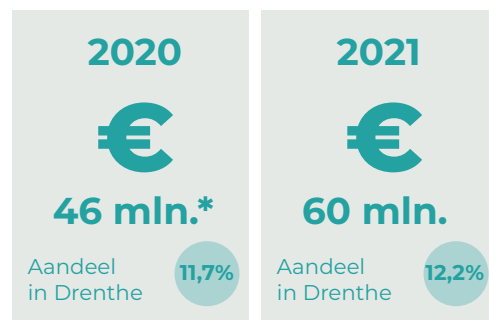 2020
€
46 mln.*
Aandeel
in Drenthe
11,7%
2021
€
60 mln.
Aandeel
in Drenthe
12,2%